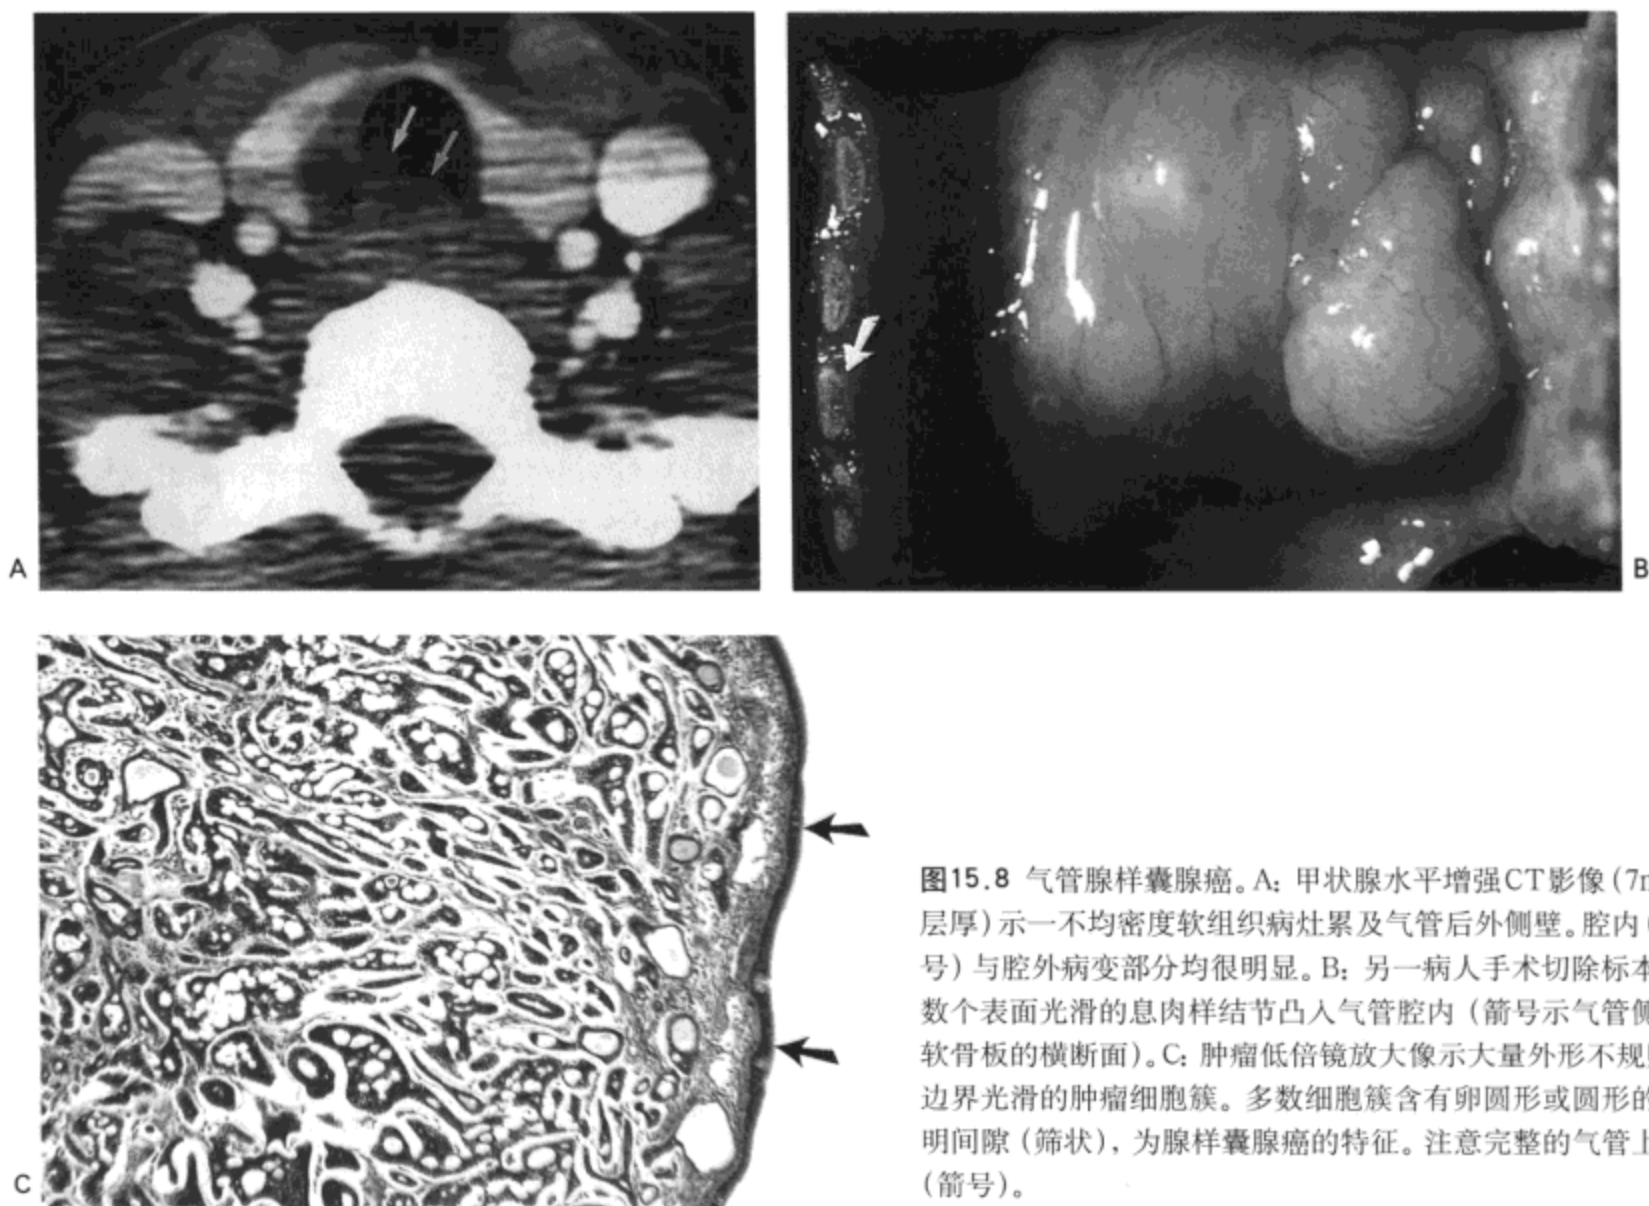 A
B
C
图15.8 气管腺样囊腺癌。A：甲状腺水平增强CT影像（7m
层厚）示一不均密度软组织病灶累及气管后外侧壁。腔内（
号）与腔外病变部分均很明显。B：另一病人手术切除标本
数个表面光滑的息肉样结节凸入气管腔内（箭号示气管侧
软骨板的横断面）。C：肿瘤低倍镜放大像示大量外形不规
边界光滑的肿瘤细胞簇。多数细胞簇含有卵圆形或圆形的
明间隙（筛状），为腺样囊腺癌的特征。注意完整的气管上
（箭号）。